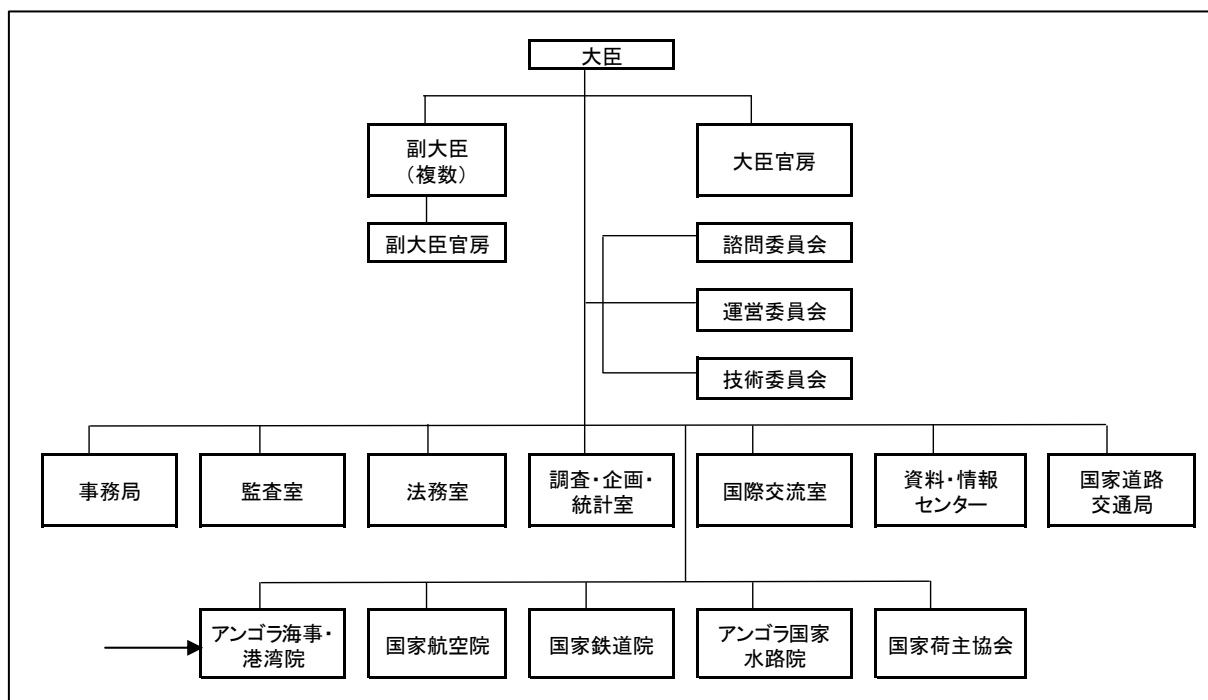 大臣
副大臣
（複数）
大臣官房
副大臣官房
諮問委員会
運営委員会
技術委員会
事務局
監査室
法務室
調査・企画・
統計室
国際交流室
資料・情報
センター
国家道路
交通局
アンゴラ海事・
港湾院
国家航空院
国家鉄道院
アンゴラ国家
水路院
国家荷主協会